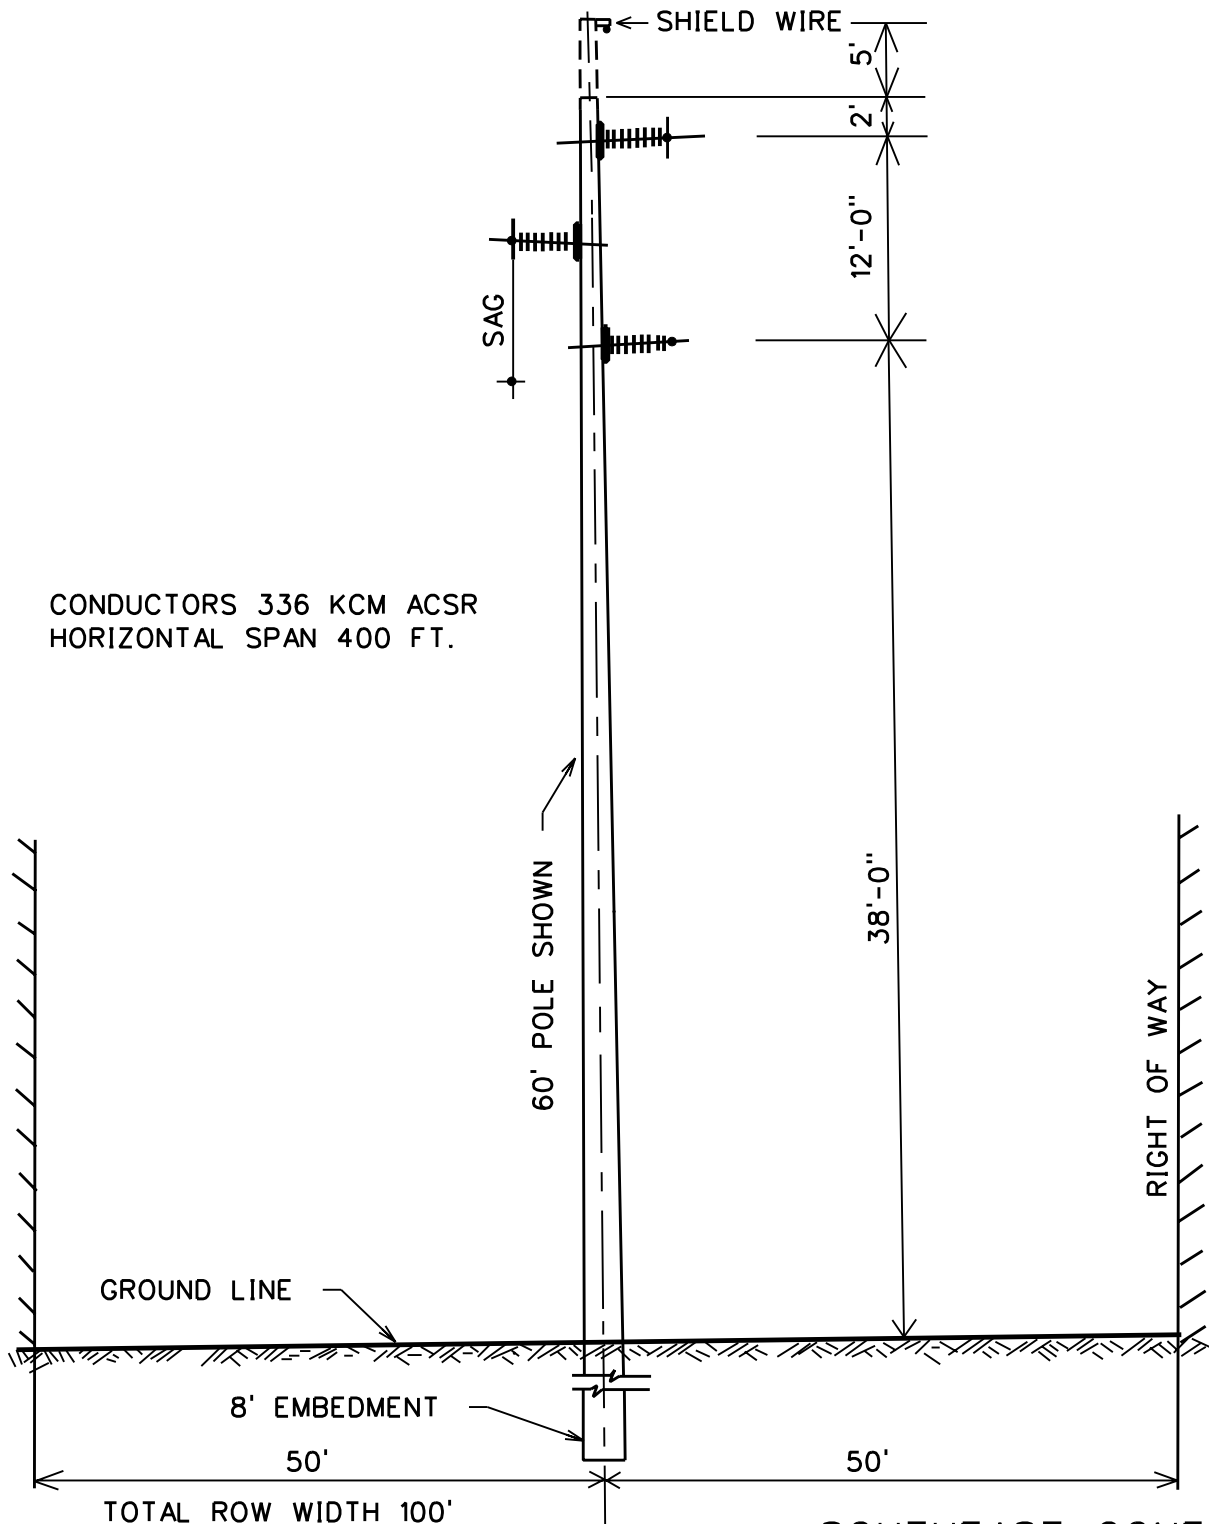 SHIELD WIRE
5'
2'
12'-0"
SAG
CONDUCTORS 336 KCM ACSR
HORIZONTAL SPAN 400 FT.
38'-0"
60' POLE SHOWN
RIGHT OF WAY
GROUND LINE
8' EMBEDMENT
50'
50'
TOTAL ROW WIDTH 100'